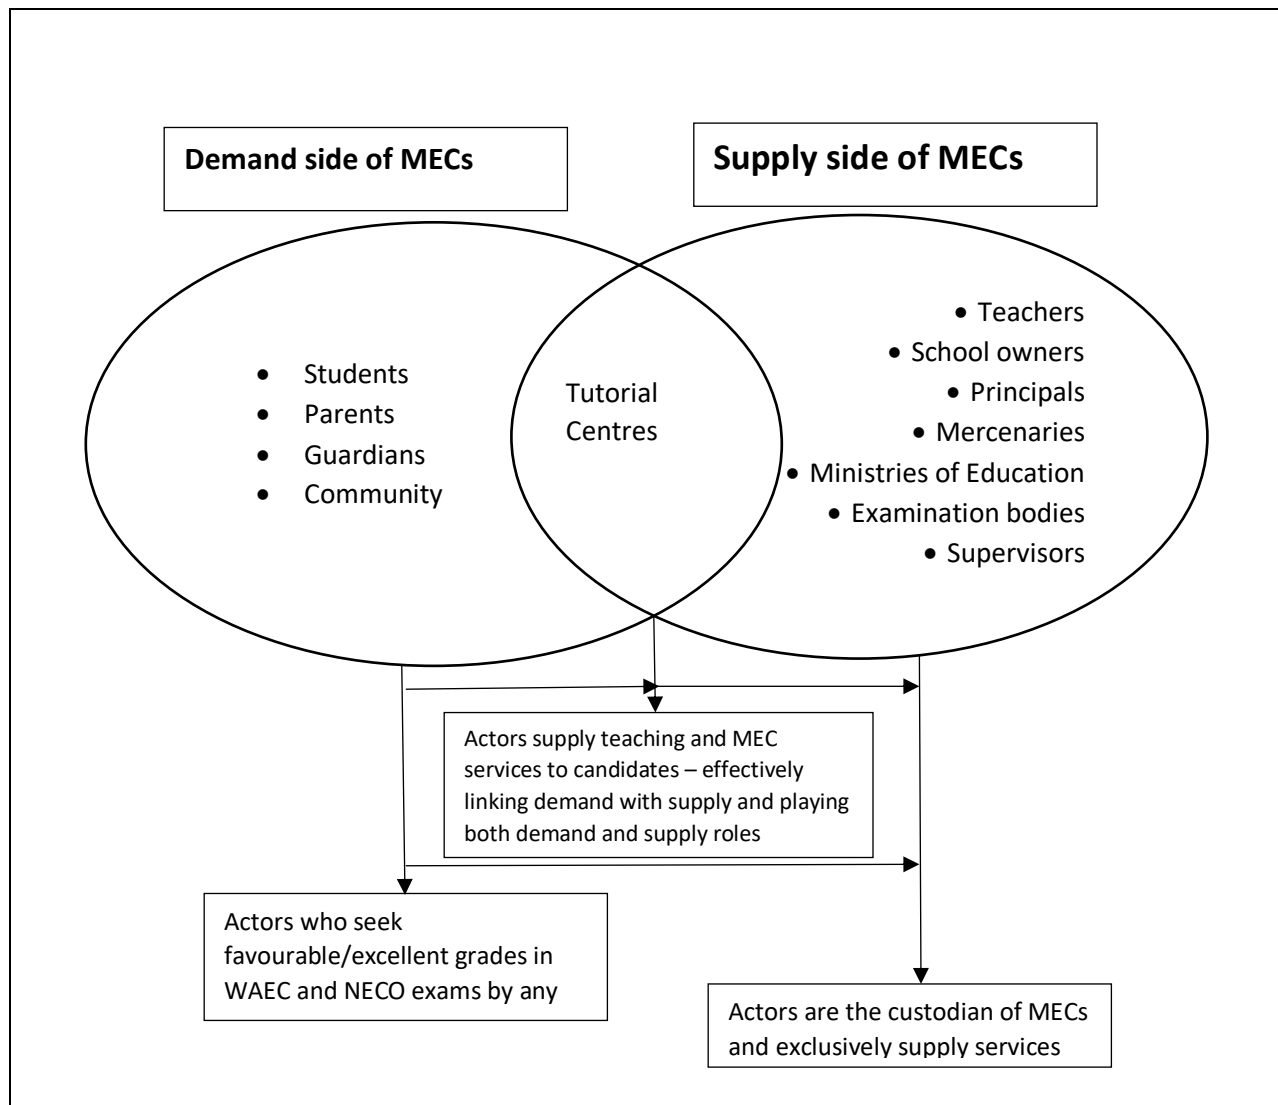 Demand side of MECs
Supply side of MECs
• Students
• Parents
• Guardians
• Community
Tutorial
Centres
• Teachers
• School owners
• Principals
• Mercenaries
• Ministries of Education
• Examination bodies
• Supervisors
Actors supply teaching and MEC
services to candidates – effectively
linking demand with supply and playing
both demand and supply roles
Actors who seek
favourable/excellent grades in
WAEC and NECO exams by any
Actors are the custodian of MECs
and exclusively supply services